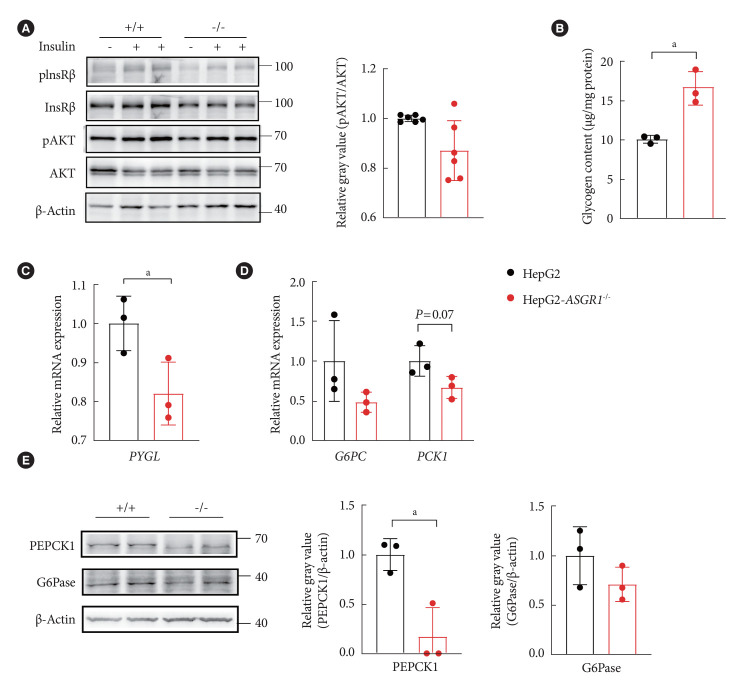 A
+/+ -/-
Insulin - + + - + +
pInsRβ 100
InsRβ 100
pAKT 70
AKT 70
β-Actin 40
Relative gray value (pAKT/AKT)
1.2
1.0
0.8
0.6
B
a
Glycogen content (μg/mg protein)
20
15
10
5
0
C
a
Relative mRNA expression
1.1
1.0
0.9
0.8
0.7
PYGL
D
P=0.07
Relative mRNA expression
2.0
1.5
1.0
0.5
0.0
G6PC PCK1
HepG2
HepG2-ASGR1-/-
E
+/+ -/-
PEPCK1 70
G6Pase 40
β-Actin 40
a
Relative gray value
(PEPCK1/β-actin)
1.5
1.0
0.5
0.0
PEPCK1
Relative gray value
(G6Pase/β-actin)
1.5
1.0
0.5
0.0
G6Pase